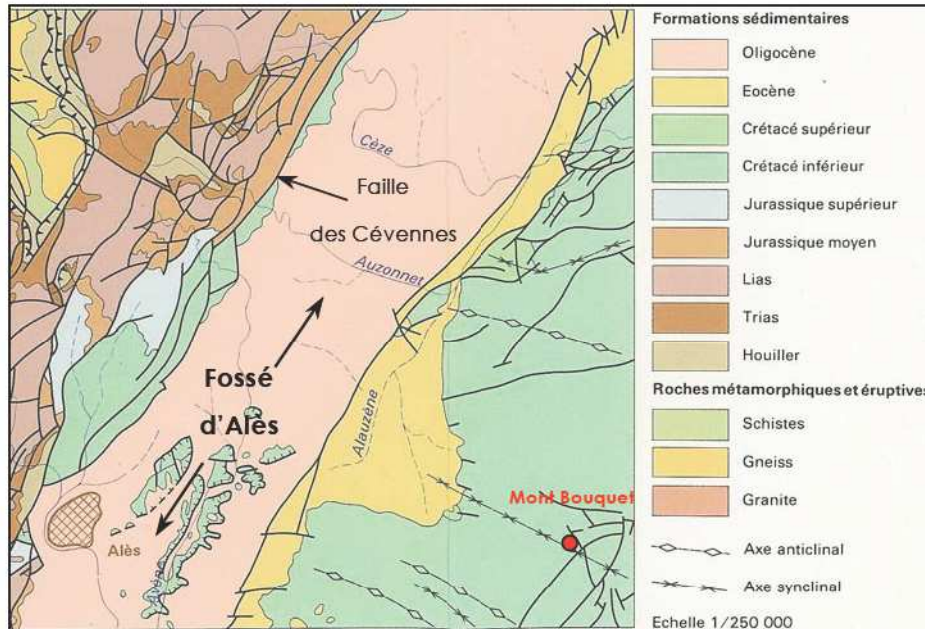 Cèze
Faille
des Cévennes
Auzonnet
Fossé
d'Alès
Alauzène
Mont Bouquet
Alès
Avène
Formations sédimentaires
Oligocène
Eocène
Crétacé supérieur
Crétacé inférieur
Jurassique supérieur
Jurassique moyen
Lias
Trias
Houiller
Roches métamorphiques et éruptives
Schistes
Gneiss
Granite
Axe anticlinal
Axe synclinal
Echelle 1/250 000